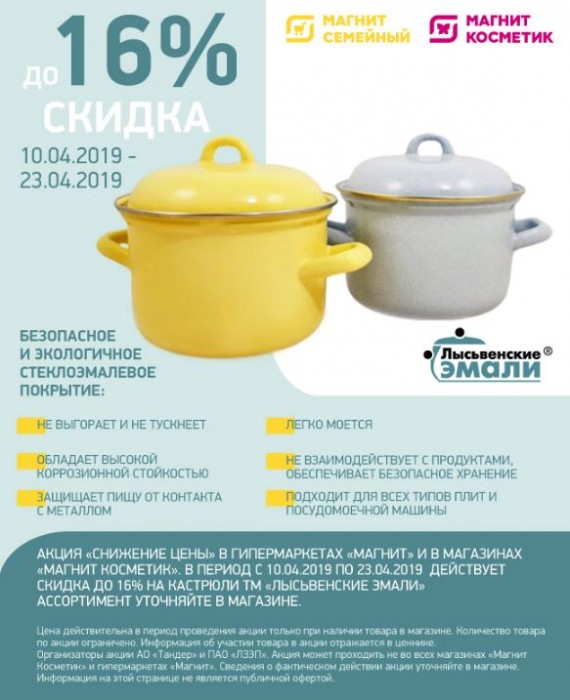 до 16%
СКИДКА
10.04.2019 -
23.04.2019
МАГНИТ
СЕМЕЙНЫЙ
МАГНИТ
КОСМЕТИК
Лысьвенские®
эмали
БЕЗОПАСНОЕ
И ЭКОЛОГИЧНОЕ
СТЕКЛОЭМАЛЕВОЕ
ПОКРЫТИЕ:
НЕ ВЫГОРАЕТ И НЕ ТУСКНЕЕТ
ОБЛАДАЕТ ВЫСОКОЙ
КОРРОЗИОННОЙ СТОЙКОСТЬЮ
ЗАЩИЩАЕТ ПИЩУ ОТ КОНТАКТА
С МЕТАЛЛОМ
ЛЕГКО МОЕТСЯ
НЕ ВЗАИМОДЕЙСТВУЕТ С ПРОДУКТАМИ,
ОБЕСПЕЧИВАЕТ БЕЗОПАСНОЕ ХРАНЕНИЕ
ПОДХОДИТ ДЛЯ ВСЕХ ТИПОВ ПЛИТ И
ПОСУДОМОЕЧНОЙ МАШИНЫ
АКЦИЯ «СНИЖЕНИЕ ЦЕНЫ» В ГИПЕРМАРКЕТАХ «МАГНИТ» И В МАГАЗИНАХ
«МАГНИТ КОСМЕТИК». В ПЕРИОД С 10.04.2019 ПО 23.04.2019 ДЕЙСТВУЕТ
СКИДКА ДО 16% НА КАСТРЮЛИ ТМ «ЛЫСЬВЕНСКИЕ ЭМАЛИ»
АССОРТИМЕНТ УТОЧНЯЙТЕ В МАГАЗИНЕ.
Цена действительна в период проведения акции только при наличии товара в магазине. Количество товара
по акции ограничено. Информация об участии товара в акции отражается в ценнике.
Организаторы акции АО «Тандер» и ПАО «ЛЗЭП». Акция может проходить не во всех магазинах «Магнит
Косметик» и гипермаркетах «Магнит». Сведения о фактическом действии акции уточняйте в магазине.
Информация на этой странице не является публичной офертой.